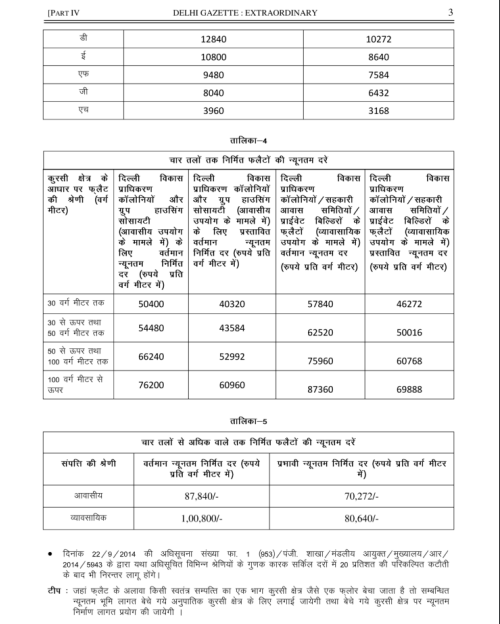 [PART IV DELHI GAZETTE : EXTRAORDINARY 3
डी 12840 10272
ई 10800 8640
एफ 9480 7584
जी 8040 6432
एच 3960 3168
तालिका–4
चार तलों तक निर्मित फलैटों की न्यूनतम दरें
कुरसी क्षेत्र के
आधार पर फ्लैट
की श्रेणी (वर्ग
मीटर)
दिल्ली विकास
प्राधिकरण
कॉलोनियों और
ग्रुप हाउसिंग
सोसायटी
(आवासीय उपयोग
के मामले में) के
लिए वर्तमान
न्यूनतम निर्मित
दर (रुपये प्रति
वर्ग मीटर में)
दिल्ली विकास
प्राधिकरण कॉलोनियों
और ग्रुप हाउसिंग
सोसायटी (आवासीय
उपयोग के मामले में)
के लिए प्रस्तावित
वर्तमान न्यूनतम
निर्मित दर (रुपये प्रति
वर्ग मीटर में)
दिल्ली विकास
प्राधिकरण
कॉलोनियों/सहकारी
आवास समितियों/
प्राईवेट बिल्डिरों के
फ्लैटों (व्यावासायिक
उपयोग के मामले में)
वर्तमान न्यूनतम दर
(रुपये प्रति वर्ग मीटर)
दिल्ली विकास
प्राधिकरण
कॉलोनियों/सहकारी
आवास समितियों/
प्राईवेट बिल्डिरों के
फ्लैटों (व्यावासायिक
उपयोग के मामले में)
प्रस्तावित न्यूनतम दर
(रुपये प्रति वर्ग मीटर)
30 वर्ग मीटर तक 50400 40320 57840 46272
30 से ऊपर तथा
50 वर्ग मीटर तक 54480 43584 62520 50016
50 से ऊपर तथा
100 वर्ग मीटर तक 66240 52992 75960 60768
100 वर्ग मीटर से
ऊपर 76200 60960 87360 69888
तालिका–5
चार तलों से अधिक वाले तक निर्मित फलैटों की न्यूनतम दरें
संपत्ति की श्रेणी
वर्तमान न्यूनतम निर्मित दर (रुपये
प्रति वर्ग मीटर में)
प्रभावी न्यूनतम निर्मित दर (रुपये प्रति वर्ग मीटर
में)
आवासीय 87,840/- 70,272/-
व्यावसायिक 1,00,800/- 80,640/-
• दिनांक 22/9/2014 की अधिसूचना संख्या फा. 1 (953)/पंजी. शाखा/मंडलीय आयुक्त/मुख्यालय/आर/
2014/5943 के द्वारा यथा अधिसूचित विभिन्न श्रेणियों के गुणक कारक सर्किल दरों में 20 प्रतिशत की परिकल्पित कटौती
के बाद भी निरन्तर लागू होंगे।
टीप : जहां फ्लैट के अलावा किसी स्वतंत्र सम्पत्ति का एक भाग कुरसी क्षेत्र जैसे एक फ्लोर बेचा जाता है तो सम्बन्धित
न्यूनतम भूमि लागत बेचे गये अनुपातिक कुरसी क्षेत्र के लिए लगाई जायेगी तथा बेचे गये कुरसी क्षेत्र पर न्यूनतम
निर्माण लागत प्रयोग की जायेगी ।